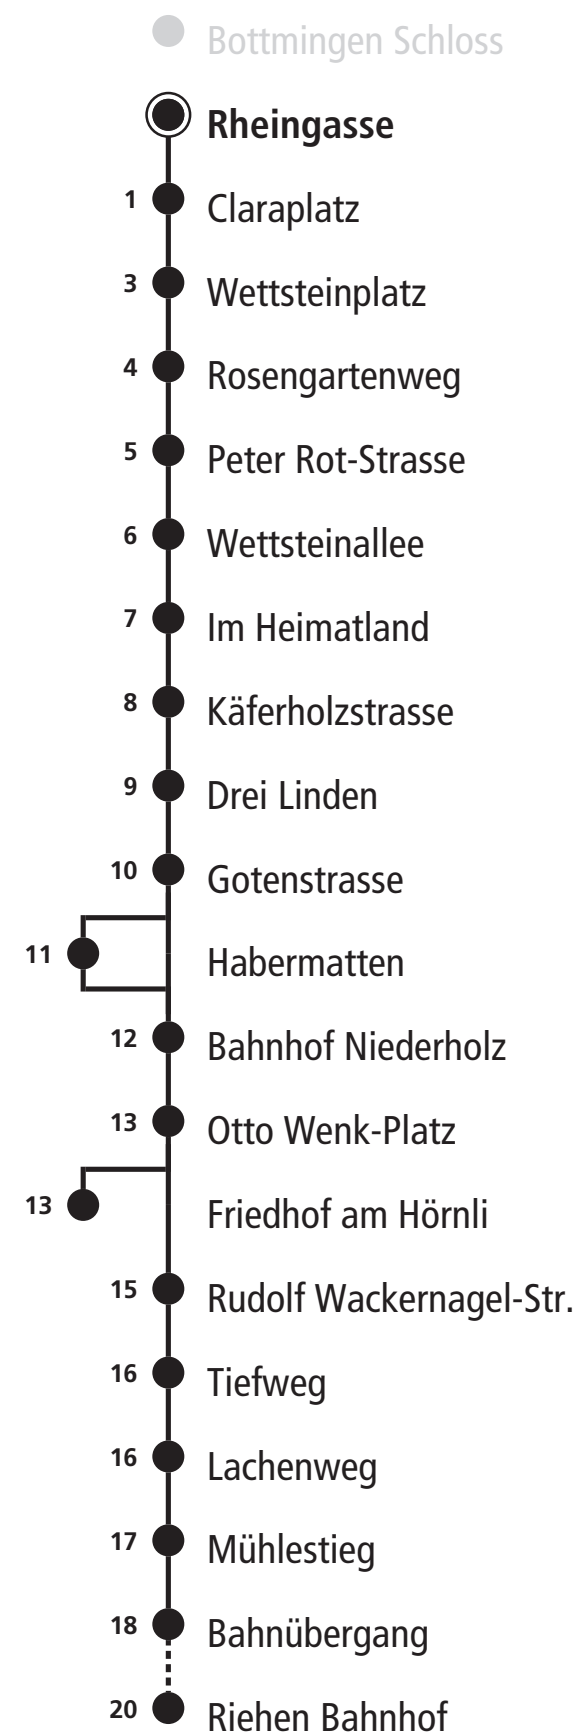 Bottmingen Schloss
Rheingasse
1 Claraplatz
3 Wettsteinplatz
4 Rosengartenweg
5 Peter Rot-Strasse
6 Wettsteinallee
7 Im Heimatland
8 Käferholzstrasse
9 Drei Linden
10 Gotenstrasse
11 Habermatten
12 Bahnhof Niederholz
13 Otto Wenk-Platz
13 Friedhof am Hörnli
15 Rudolf Wackernagel-Str.
16 Tiefweg
16 Lachenweg
17 Mühlestieg
18 Bahnübergang
20 Riehen Bahnhof